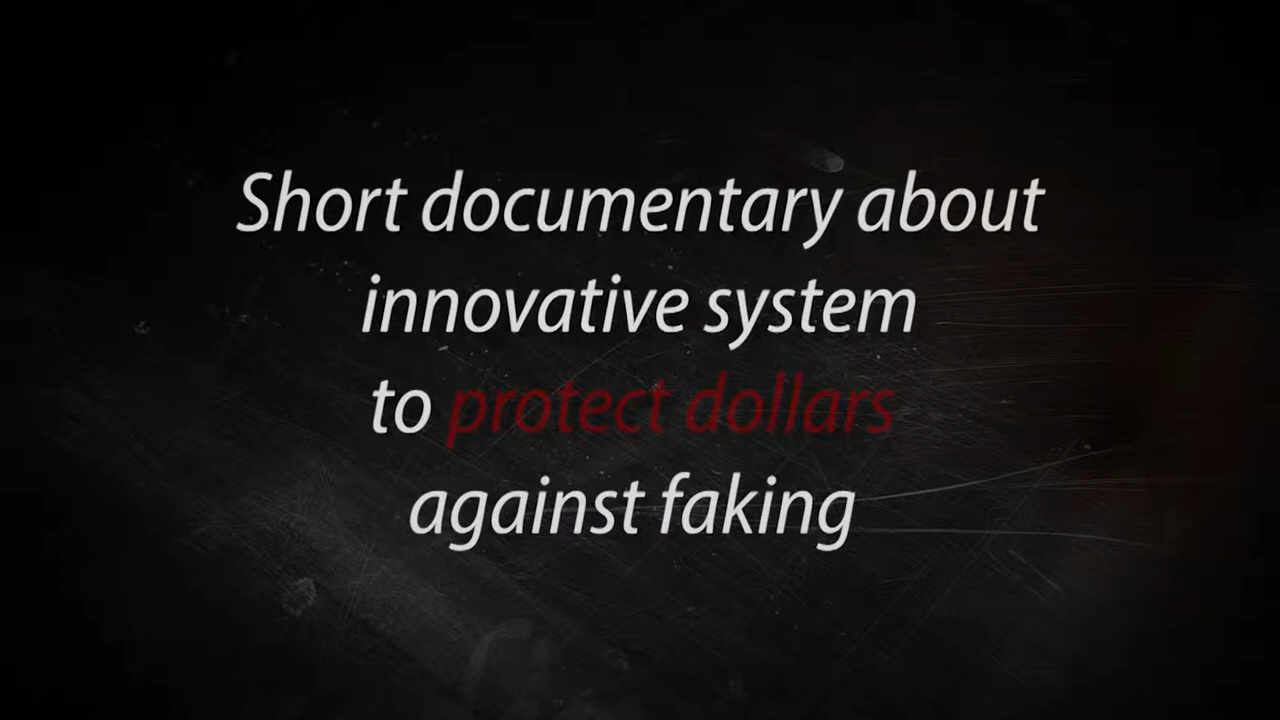 Short documentary about
innovative system
to protect dollars
against faking